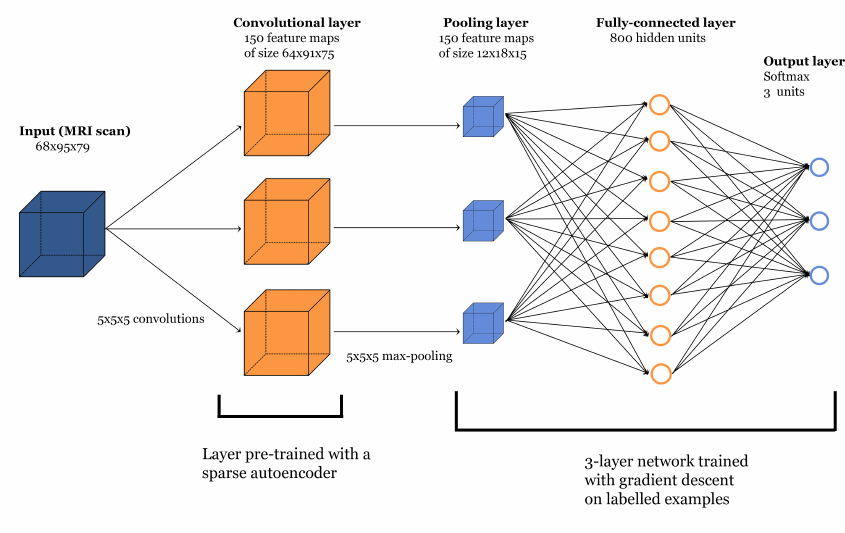 Convolutional layer
150 feature maps
of size 64x91x75
Pooling layer
150 feature maps
of size 12x18x15
Fully-connected layer
800 hidden units
Output layer
Softmax
3 units
Input (MRI scan)
68x95x79
5x5x5 convolutions
5x5x5 max-pooling
Layer pre-trained with a
sparse autoencoder
3-layer network trained
with gradient descent
on labelled examples